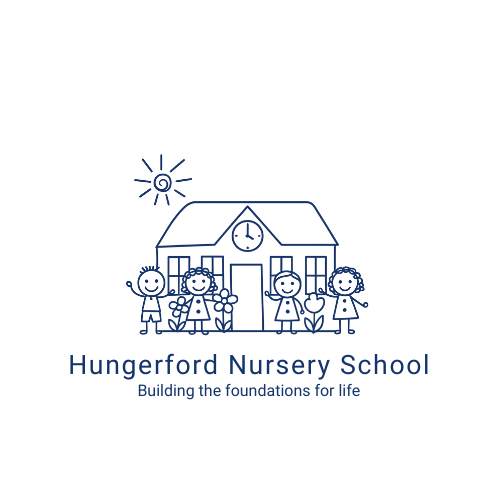 Hungerford Nursery School
Building the foundations for life